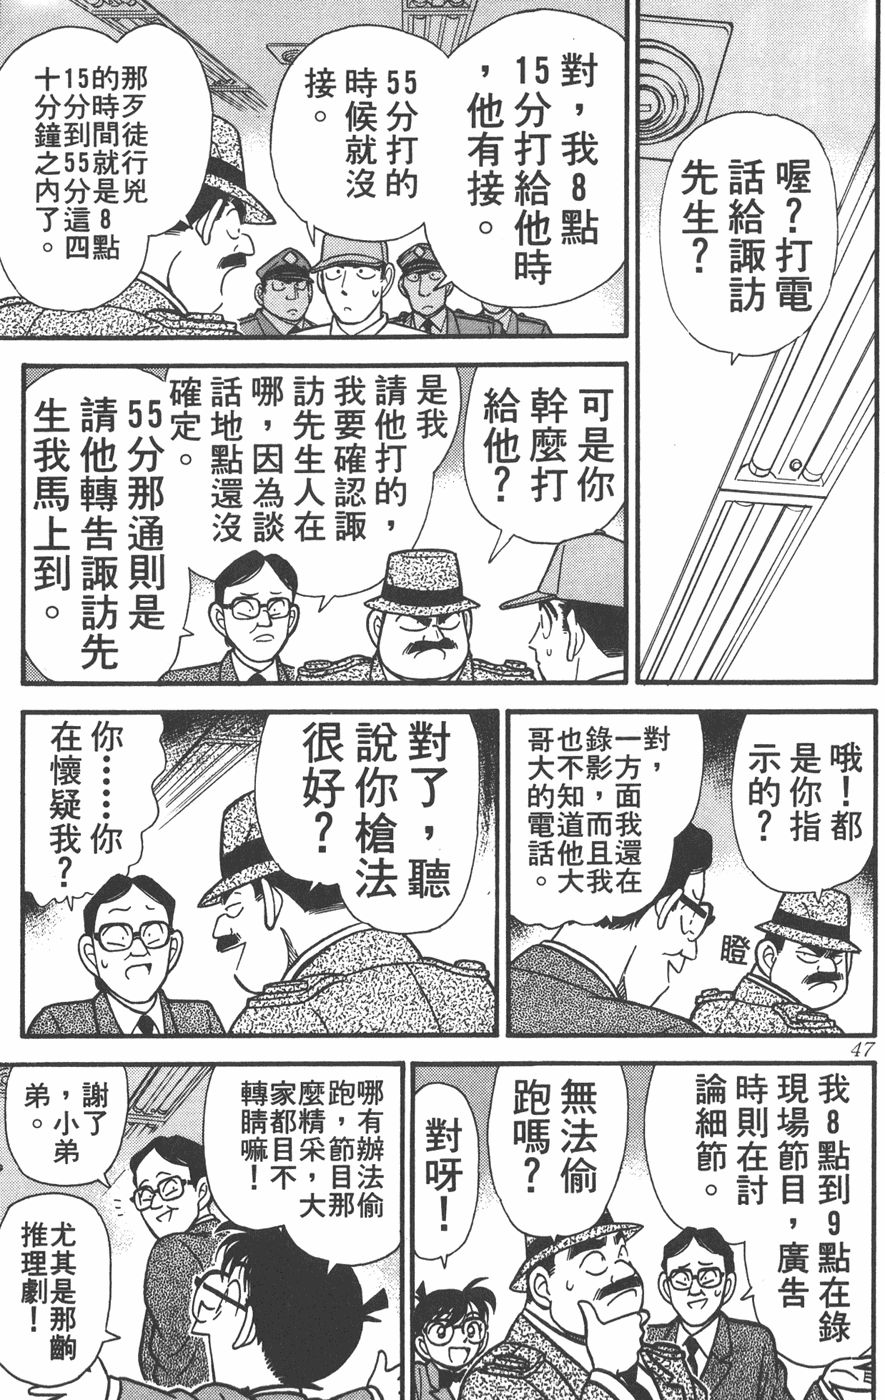 喔？打電
話給諏訪
先生？
對，我8點
15分打給他時
，他有接。
55分打的
時候就沒
接。
那歹徒行兇
的時間就是8點
15分到55分這四
十分鐘之內了。
可是你
幹麼打
給他？
是我
請他打的，
我要確認諏
訪先生人在
哪，因為談
話地點還沒
確定。
55分那通則是
請他轉告諏訪先
生我馬上到。
哦！都
是你指
示的？
瞪
對，
一方面我還在
錄影，而且我
也不知道他大
哥大的電話。
對了，聽
說你槍法
很好？
你……你
在懷疑我？
47
我8點到9點在錄
現場節目，廣告
時則在討
論細節。
無法偷
跑嗎？
對呀！
哪有辦法偷
跑，節目那
麼精采，大
家都目不
轉睛嘛！
謝了
，小弟
弟。
尤其是那齣
推理劇！